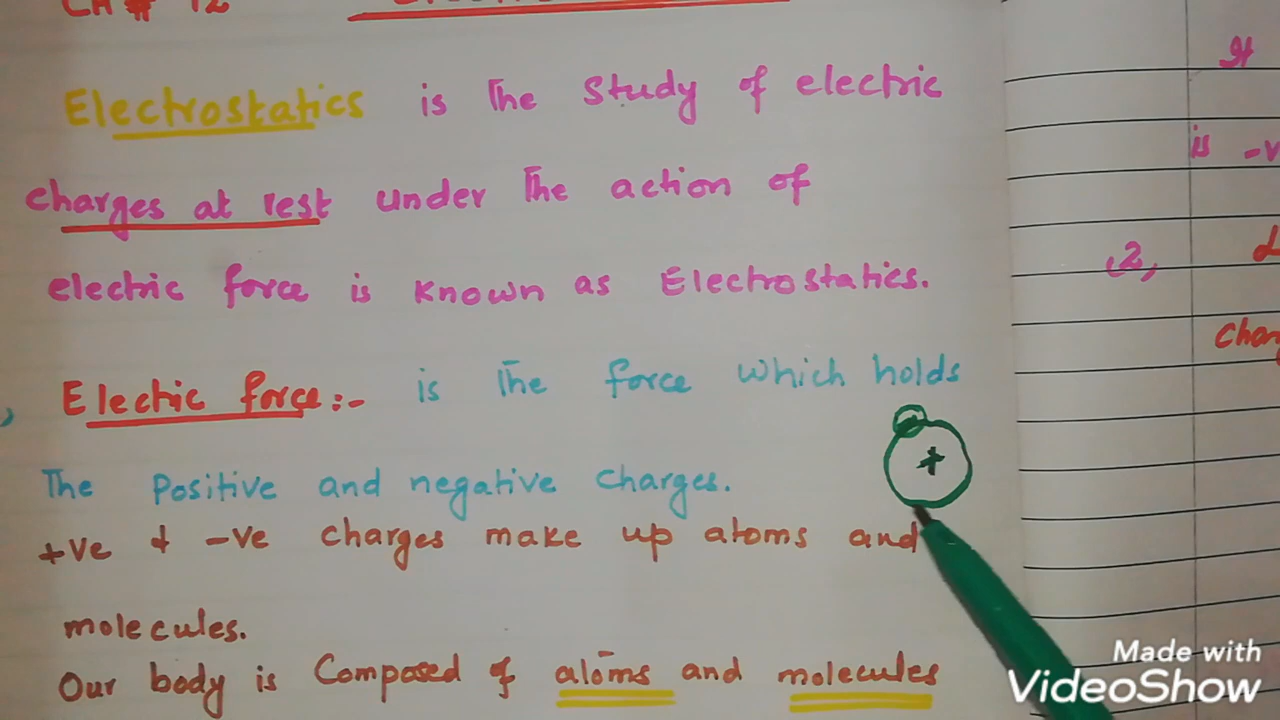 CH # 12
Electrostatics is the study of electric
charges at rest under the action of
electric force is known as Electrostatics.
Electric force:- is the force which holds
The Positive and negative charges.
+ve & -ve charges make up atoms and
molecules.
Our body is Composed of atoms and molecules
+
is -v
2,
Made with
VideoShow